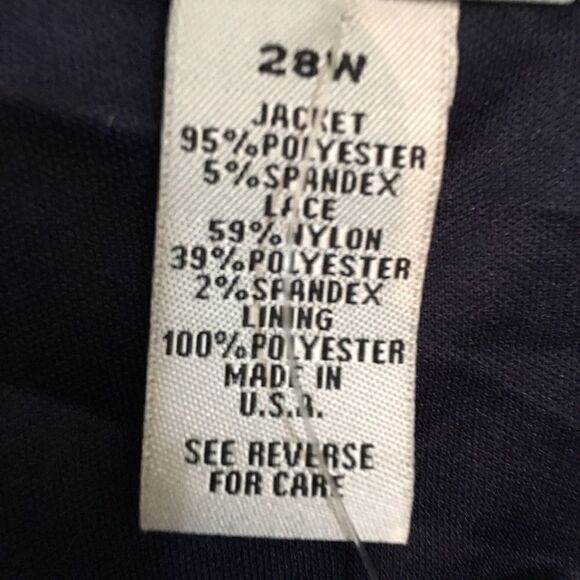 28W
JACKET
95%POLYESTER
5%SPANDEX
LACE
59%NYLON
39%POLYESTER
2%SPANDEX
LINING
100%POLYESTER
MADE IN
U.S.A.
SEE REVERSE
FOR CARE